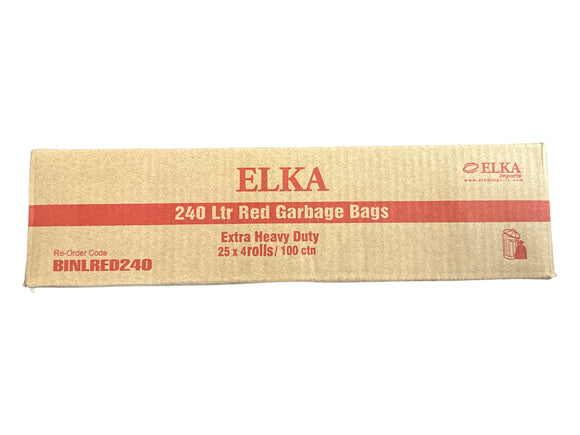 ELKA
ELKA
imports
www.elkaimports.com
240 Ltr Red Garbage Bags
Extra Heavy Duty
25 x 4rolls/ 100 ctn
Re-Order Code
BINLRED240